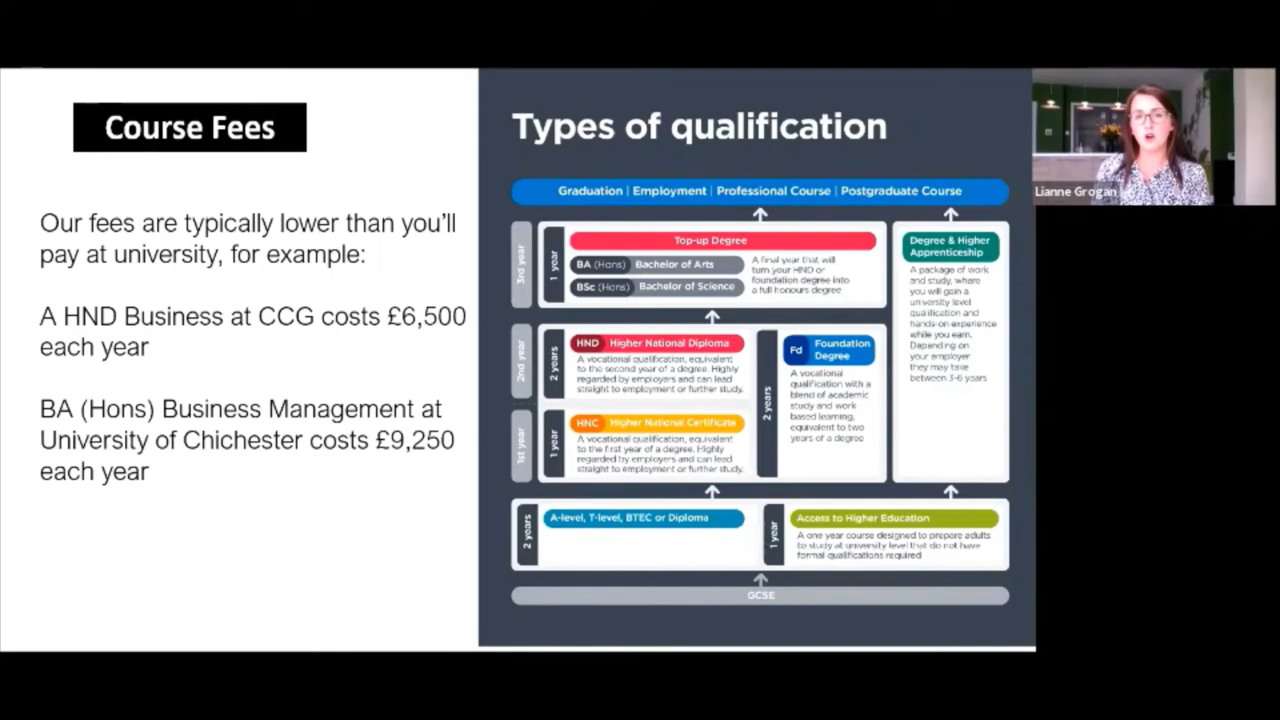 Course Fees
Our fees are typically lower than you'll
pay at university, for example:
A HND Business at CCG costs £6,500
each year
BA (Hons) Business Management at
University of Chichester costs £9,250
each year
Types of qualification
Graduation | Employment | Professional Course | Postgraduate Course
3rd year
1 year
Top-up Degree
BA (Hons) Bachelor of Arts
BSc (Hons) Bachelor of Science
A final year that will
turn your HND or
foundation degree into
a full honours degree
Degree & Higher
Apprenticeship
A package of work
and study, where
you will gain a
university level
qualification and
hands-on experience
while you earn.
Depending on
your employer
they may take
between 3-6 years
2nd year
2 years
HND Higher National Diploma
A vocational qualification, equivalent
to the second year of a degree. Highly
regarded by employers and can lead
straight to employment or further study.
1st year
1 year
HNC Higher National Certificate
A vocational qualification, equivalent
to the first year of a degree. Highly
regarded by employers and can lead
straight to employment or further study.
2 years
Fd Foundation
Degree
A vocational
qualification with a
blend of academic
study and work
based learning,
equivalent to two
years of a degree
2 years
A-level, T-level, BTEC or Diploma
1 year
Access to Higher Education
A one year course designed to prepare adults
to study at university level that do not have
formal qualifications required
GCSE
Lianne Grogan